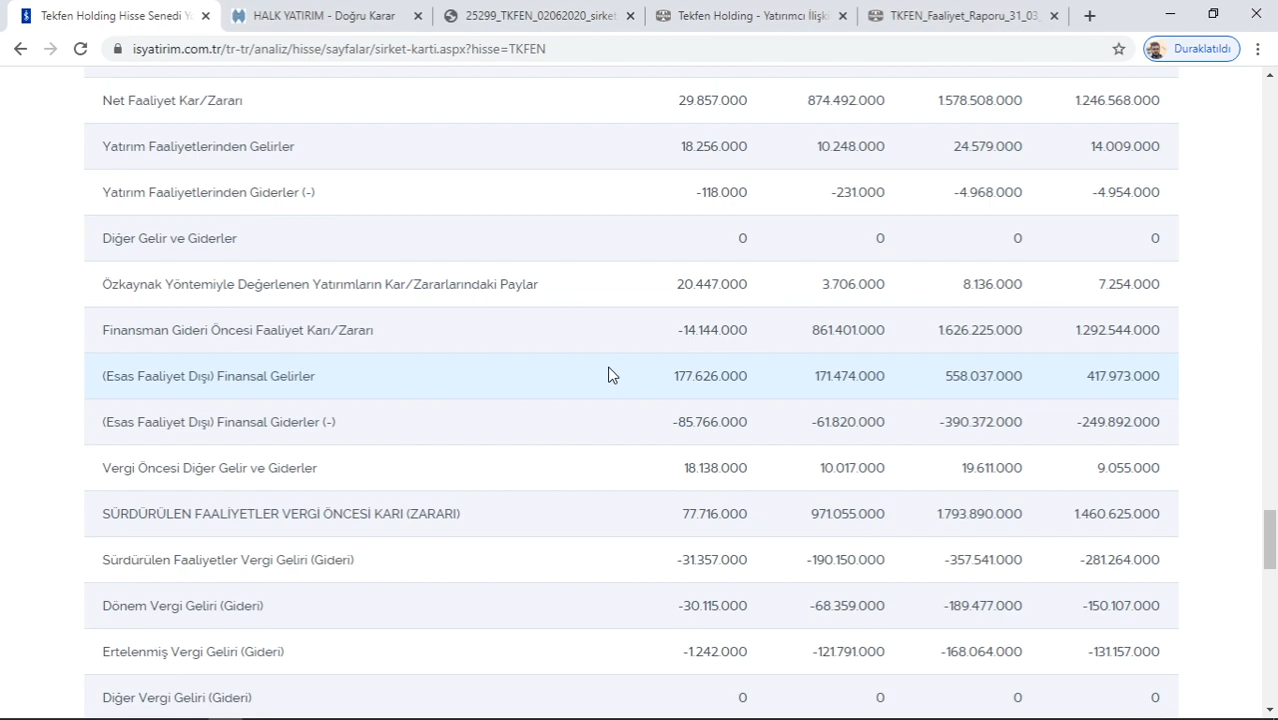 Tekfen Holding Hisse Senedi Y
HALK YATIRIM - Doğru Karar
25299_TKFEN_02062020_sirket
Tekfen Holding - Yatırımcı İlişki
TKFEN_Faaliyet_Raporu_31_03_
isyatirim.com.tr/tr-tr/analiz/hisse/sayfalar/sirket-karti.aspx?hisse=TKFEN
Duraklatıldı
Net Faaliyet Kar/Zararı 29.857.000 874.492.000 1.578.508.000 1.246.568.000
Yatırım Faaliyetlerinden Gelirler 18.256.000 10.248.000 24.579.000 14.009.000
Yatırım Faaliyetlerinden Giderler (-) -118.000 -231.000 -4.968.000 -4.954.000
Diğer Gelir ve Giderler 0 0 0 0
Özkaynak Yöntemiyle Değerlenen Yatırımların Kar/Zararlarındaki Paylar 20.447.000 3.706.000 8.136.000 7.254.000
Finansman Gideri Öncesi Faaliyet Karı/Zararı -14.144.000 861.401.000 1.626.225.000 1.292.544.000
(Esas Faaliyet Dışı) Finansal Gelirler 177.626.000 171.474.000 558.037.000 417.973.000
(Esas Faaliyet Dışı) Finansal Giderler (-) -85.766.000 -61.820.000 -390.372.000 -249.892.000
Vergi Öncesi Diğer Gelir ve Giderler 18.138.000 10.017.000 19.611.000 9.055.000
SÜRDÜRÜLEN FAALİYETLER VERGİ ÖNCESİ KARI (ZARARI) 77.716.000 971.055.000 1.793.890.000 1.460.625.000
Sürdürülen Faaliyetler Vergi Geliri (Gideri) -31.357.000 -190.150.000 -357.541.000 -281.264.000
Dönem Vergi Geliri (Gideri) -30.115.000 -68.359.000 -189.477.000 -150.107.000
Ertelenmiş Vergi Geliri (Gideri) -1.242.000 -121.791.000 -168.064.000 -131.157.000
Diğer Vergi Geliri (Gideri) 0 0 0 0